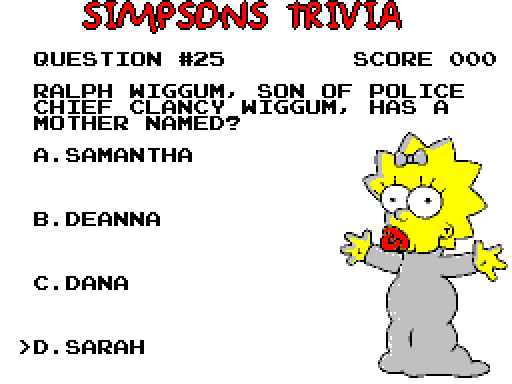 SIMPSONS TRIVIA
QUESTION #25 SCORE 000
RALPH WIGGUM, SON OF POLICE
CHIEF CLANCY WIGGUM, HAS A
MOTHER NAMED?
A.SAMANTHA
B.DEANNA
C.DANA
>D.SARAH